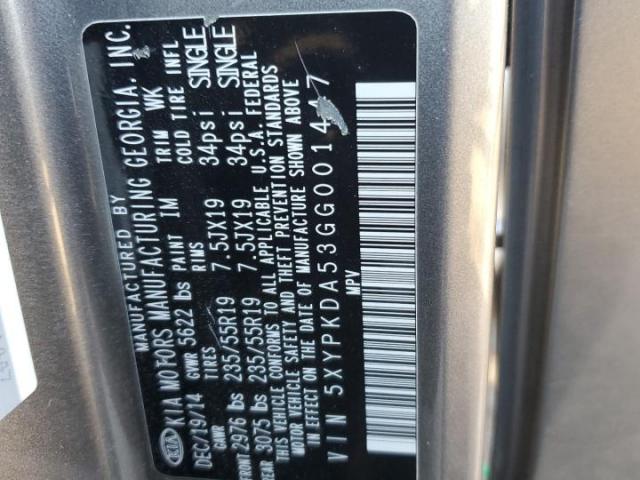 KIA
MANUFACTURED BY
KIA MOTORS MANUFACTURING GEORGIA. INC.
DEC/19/14 GVWR 5622 lbs PAINT IM TRIM WK
GAWR TIRES RIMS COLD TIRE INFL
FRONT 2976 lbs 235/55R19 7.5JX19 34psi SINGLE
REAR 3075 lbs 235/55R19 7.5JX19 34psi SINGLE
THIS VEHICLE CONFORMS TO ALL APPLICABLE U.S.A. FEDERAL
MOTOR VEHICLE SAFETY AND THEFT PREVENTION STANDARDS
IN EFFECT ON THE DATE OF MANUFACTURE SHOWN ABOVE
VIN 5XYPKDA53GG001
MPV